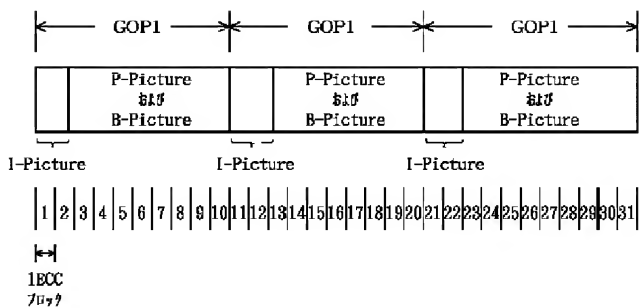 GOP1 GOP1 GOP1
P-Picture P-Picture P-Picture
および および および
B-Picture B-Picture B-Picture
I-Picture I-Picture I-Picture
1 2 3 4 5 6 7 8 9 10 11 12 13 14 15 16 17 18 19 20 21 22 23 24 25 26 27 28 29 30 31
1ECC
ブロック